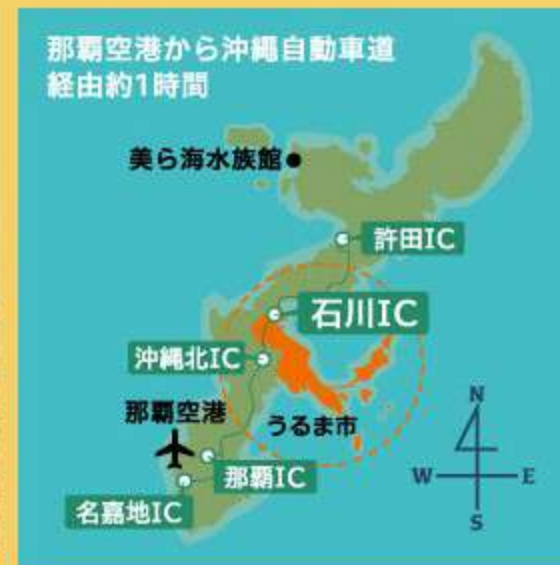 那覇空港から沖縄自動車道
経由約1時間
美ら海水族館
許田IC
石川IC
沖縄北IC
那覇空港
うるま市
那覇IC
名嘉地IC
N
W
E
S